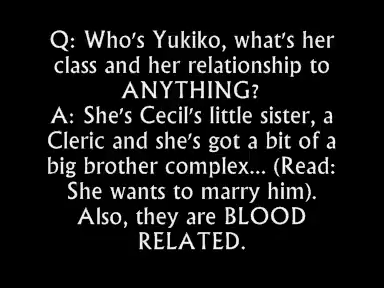 Q: Who's Yukiko, what's her
class and her relationship to
ANYTHING?
A: She's Cecil's little sister, a
Cleric and she's got a bit of a
big brother complex... (Read:
She wants to marry him).
Also, they are BLOOD
RELATED.